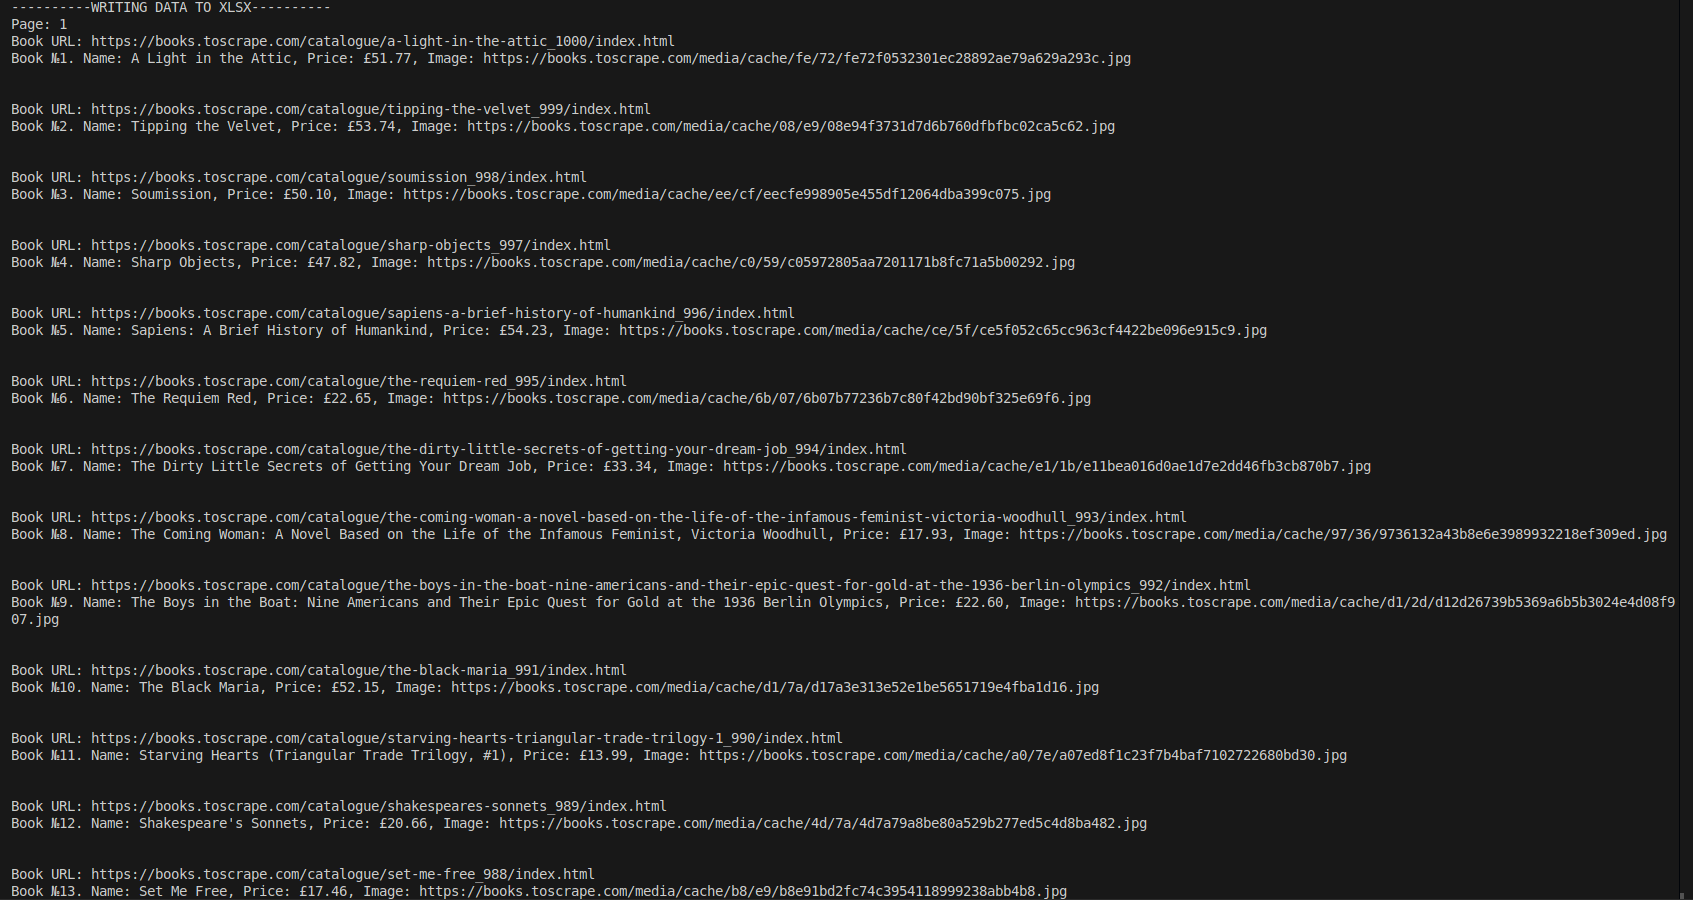 ----------WRITING DATA TO XLSX----------
Page: 1
Book URL: https://books.toscrape.com/catalogue/a-light-in-the-attic_1000/index.html
Book №1. Name: A Light in the Attic, Price: £51.77, Image: https://books.toscrape.com/media/cache/fe/72/fe72f0532301ec28892ae79a629a293c.jpg
Book URL: https://books.toscrape.com/catalogue/tipping-the-velvet_999/index.html
Book №2. Name: Tipping the Velvet, Price: £53.74, Image: https://books.toscrape.com/media/cache/08/e9/08e94f3731d7d6b760dfbfbc02ca5c62.jpg
Book URL: https://books.toscrape.com/catalogue/soumission_998/index.html
Book №3. Name: Soumission, Price: £50.10, Image: https://books.toscrape.com/media/cache/ee/cf/eecfe998905e455df12064dba399c075.jpg
Book URL: https://books.toscrape.com/catalogue/sharp-objects_997/index.html
Book №4. Name: Sharp Objects, Price: £47.82, Image: https://books.toscrape.com/media/cache/c0/59/c05972805aa7201171b8fc71a5b00292.jpg
Book URL: https://books.toscrape.com/catalogue/sapiens-a-brief-history-of-humankind_996/index.html
Book №5. Name: Sapiens: A Brief History of Humankind, Price: £54.23, Image: https://books.toscrape.com/media/cache/ce/5f/ce5f052c65cc963cf4422be096e915c9.jpg
Book URL: https://books.toscrape.com/catalogue/the-requiem-red_995/index.html
Book №6. Name: The Requiem Red, Price: £22.65, Image: https://books.toscrape.com/media/cache/6b/07/6b07b77236b7c80f42bd90bf325e69f6.jpg
Book URL: https://books.toscrape.com/catalogue/the-dirty-little-secrets-of-getting-your-dream-job_994/index.html
Book №7. Name: The Dirty Little Secrets of Getting Your Dream Job, Price: £33.34, Image: https://books.toscrape.com/media/cache/e1/1b/e11bea016d0ae1d7e2dd46fb3cb870b7.jpg
Book URL: https://books.toscrape.com/catalogue/the-coming-woman-a-novel-based-on-the-life-of-the-infamous-feminist-victoria-woodhull_993/index.html
Book №8. Name: The Coming Woman: A Novel Based on the Life of the Infamous Feminist, Victoria Woodhull, Price: £17.93, Image: https://books.toscrape.com/media/cache/97/36/9736132a43b8e6e3989932218ef309ed.jpg
Book URL: https://books.toscrape.com/catalogue/the-boys-in-the-boat-nine-americans-and-their-epic-quest-for-gold-at-the-1936-berlin-olympics_992/index.html
Book №9. Name: The Boys in the Boat: Nine Americans and Their Epic Quest for Gold at the 1936 Berlin Olympics, Price: £22.60, Image: https://books.toscrape.com/media/cache/d1/2d/d12d26739b5369a6b5b3024e4d08f9
07.jpg
Book URL: https://books.toscrape.com/catalogue/the-black-maria_991/index.html
Book №10. Name: The Black Maria, Price: £52.15, Image: https://books.toscrape.com/media/cache/d1/7a/d17a3e313e52e1be5651719e4fba1d16.jpg
Book URL: https://books.toscrape.com/catalogue/starving-hearts-triangular-trade-trilogy-1_990/index.html
Book №11. Name: Starving Hearts (Triangular Trade Trilogy, #1), Price: £13.99, Image: https://books.toscrape.com/media/cache/a0/7e/a07ed8f1c23f7b4baf7102722680bd30.jpg
Book URL: https://books.toscrape.com/catalogue/shakespeares-sonnets_989/index.html
Book №12. Name: Shakespeare's Sonnets, Price: £20.66, Image: https://books.toscrape.com/media/cache/4d/7a/4d7a79a8be80a529b277ed5c4d8ba482.jpg
Book URL: https://books.toscrape.com/catalogue/set-me-free_988/index.html
Book №13. Name: Set Me Free, Price: £17.46, Image: https://books.toscrape.com/media/cache/b8/e9/b8e91bd2fc74c3954118999238abb4b8.jpg